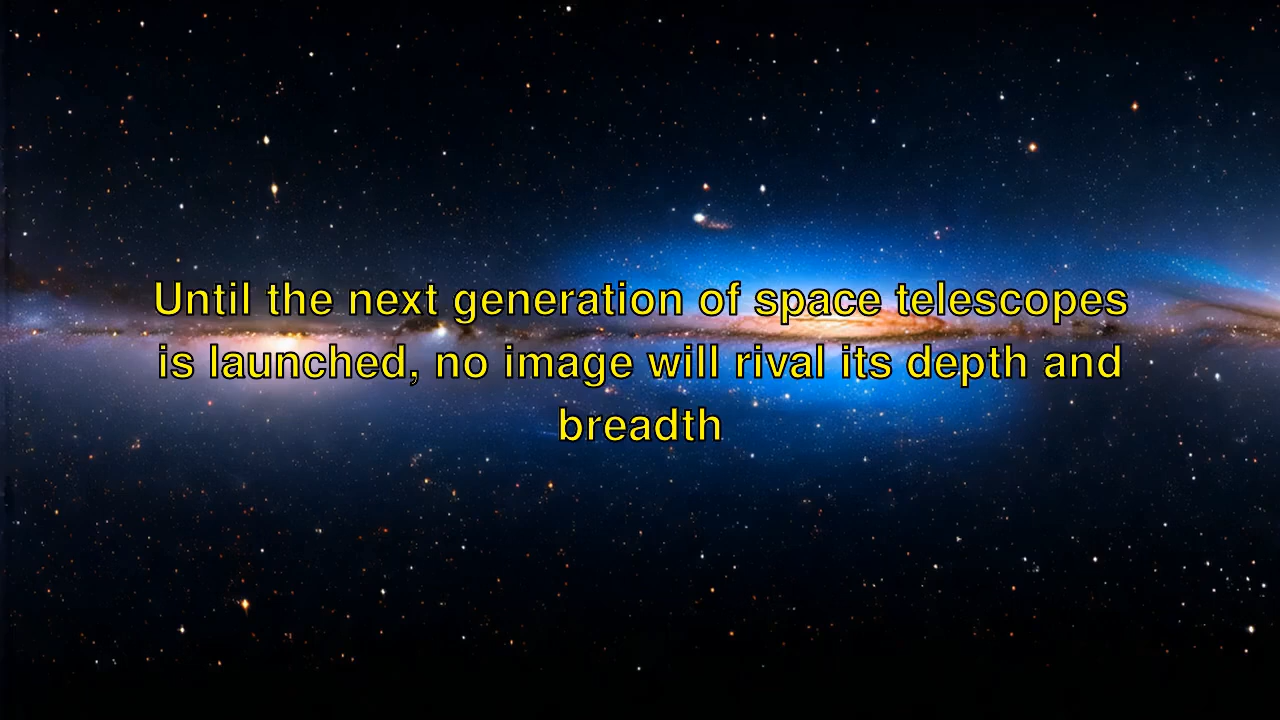 Until the next generation of space telescopes
is launched, no image will rival its depth and
breadth